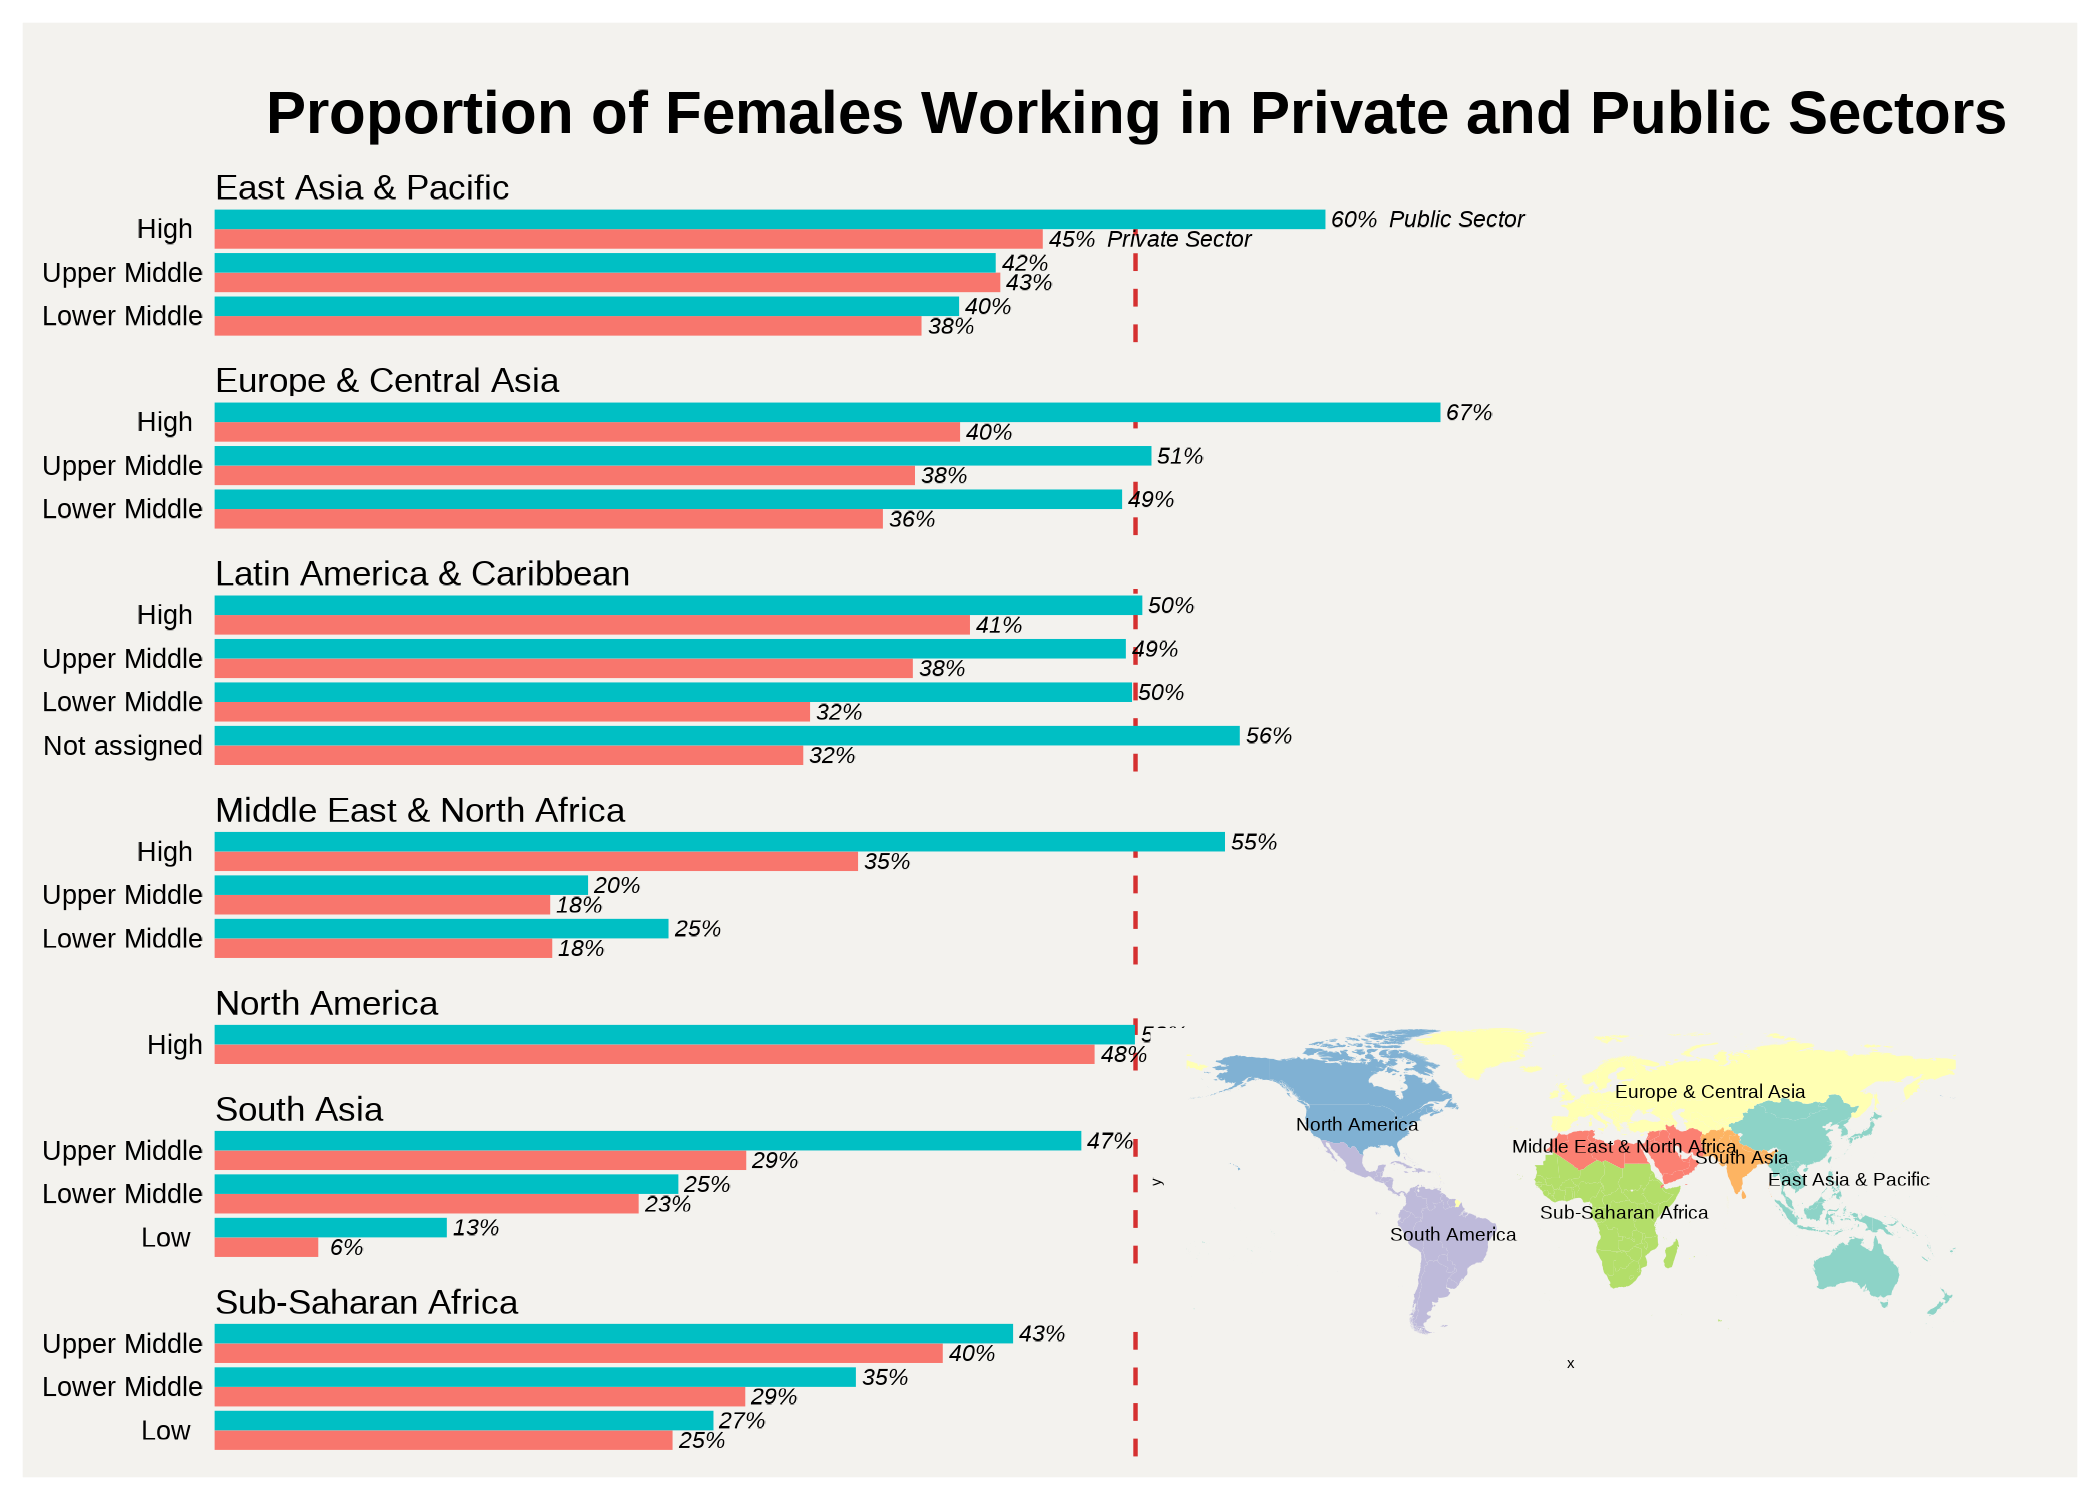 Proportion of Females Working in Private and Public Sectors
East Asia & Pacific
High 60% Public Sector
45% Private Sector
Upper Middle 42%
43%
Lower Middle 40%
38%
Europe & Central Asia
High 67%
40%
Upper Middle 51%
38%
Lower Middle 49%
36%
Latin America & Caribbean
High 50%
41%
Upper Middle 49%
38%
Lower Middle 50%
32%
Not assigned 56%
32%
Middle East & North Africa
High 55%
35%
Upper Middle 20%
18%
Lower Middle 25%
18%
North America
High
48%
South Asia
Upper Middle 47%
29%
Lower Middle 25%
23%
Low 13%
6%
Sub-Saharan Africa
Upper Middle 43%
40%
Lower Middle 35%
29%
Low 27%
25%
Europe & Central Asia
North America
Middle East & North Africa
South Asia
East Asia & Pacific
Sub-Saharan Africa
South America
y
x